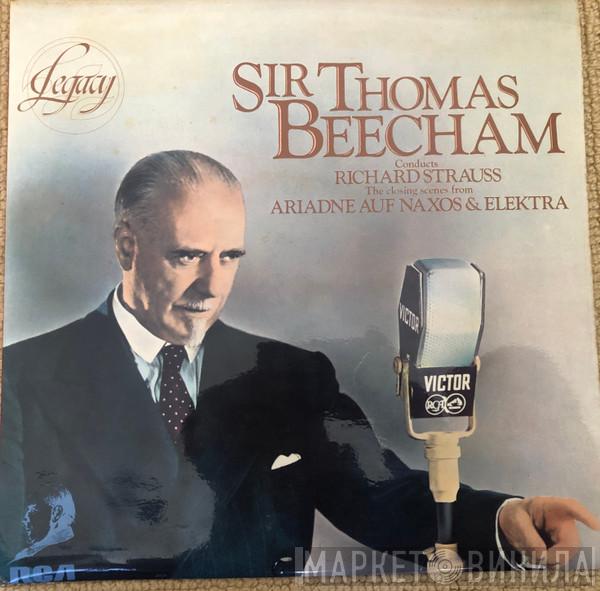 Legacy
SIR THOMAS
BEECHAM
Conducts
RICHARD STRAUSS
The closing scenes from
ARIADNE AUF NAXOS & ELEKTRA
VICTOR
VICTOR
RCA
RCA
МАРКЕТ ВИНИЛА